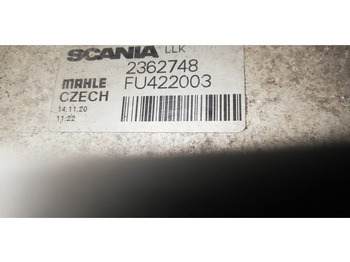 SCANIA LLK
2362748
MAHLE FU422003
CZECH
14.11.20
11:22